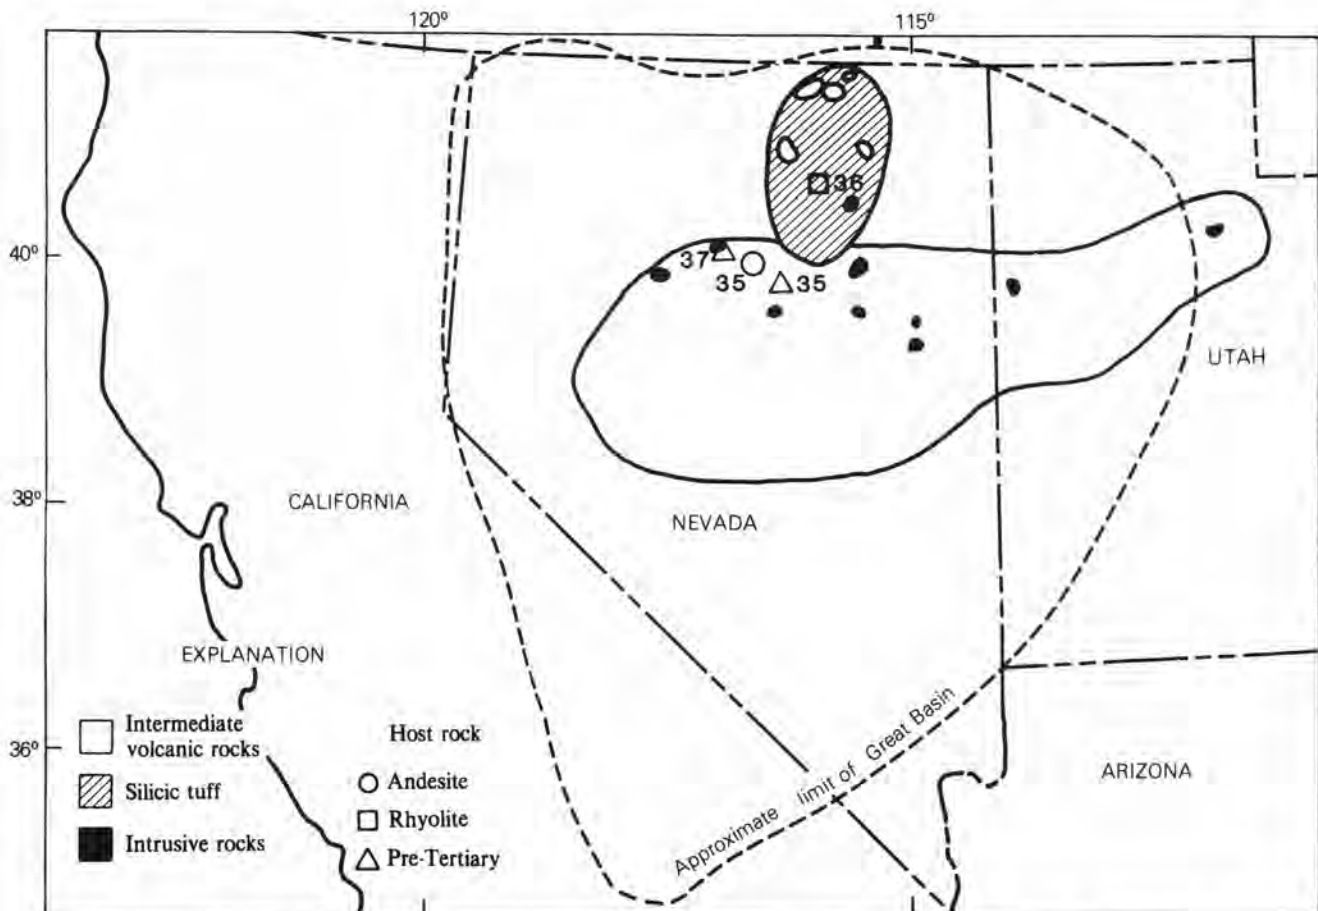 120°
115°
36
40°
37
35
35
UTAH
38°
CALIFORNIA
NEVADA
EXPLANATION
Approximate limit of Great Basin
36°
ARIZONA
Intermediate
volcanic rocks
Silicic tuff
Intrusive rocks
Host rock
Andesite
Rhyolite
Pre-Tertiary